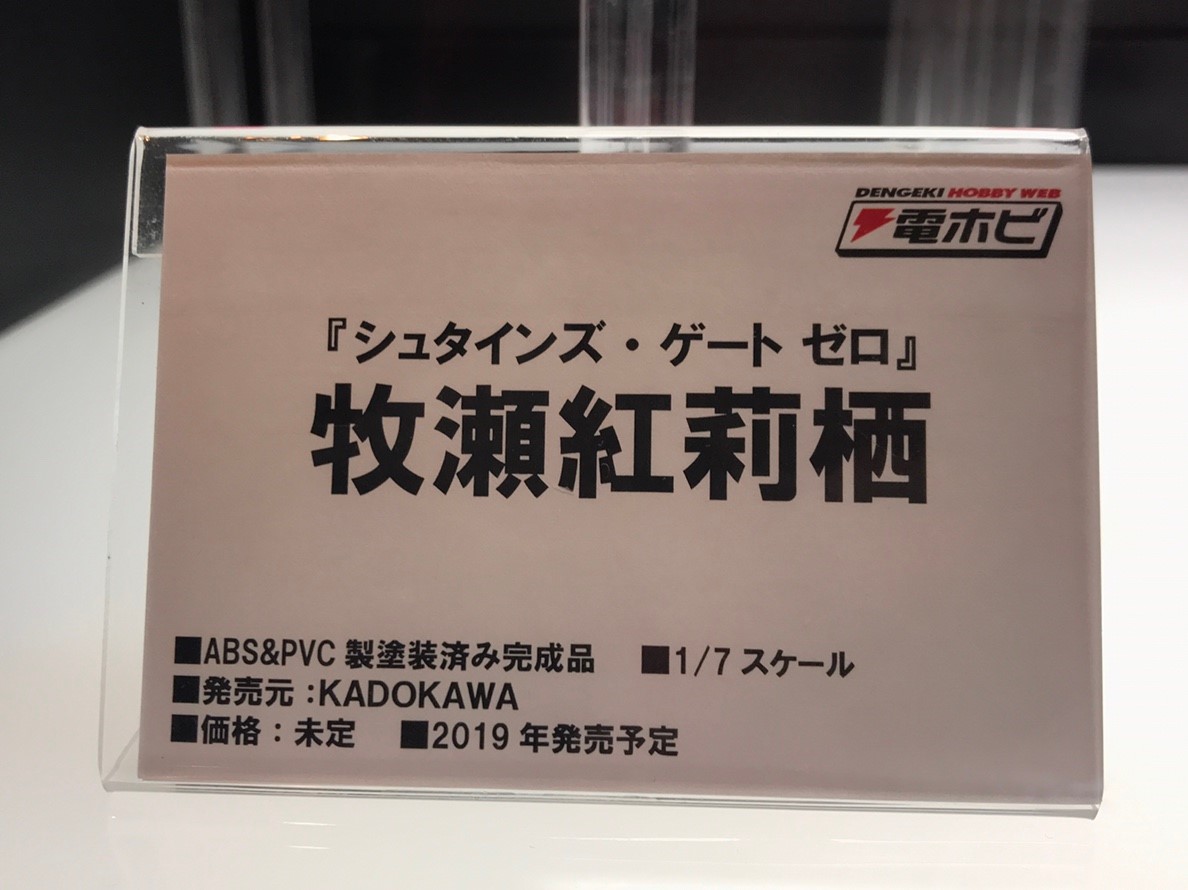 DENGEKI HOBBY WEB
電ホビ
『シュタインズ・ゲート ゼロ』
牧瀬紅莉栖
■ABS&PVC 製塗装済み完成品 ■1/7 スケール
■発売元:KADOKAWA
■価格：未定 ■2019 年発売予定